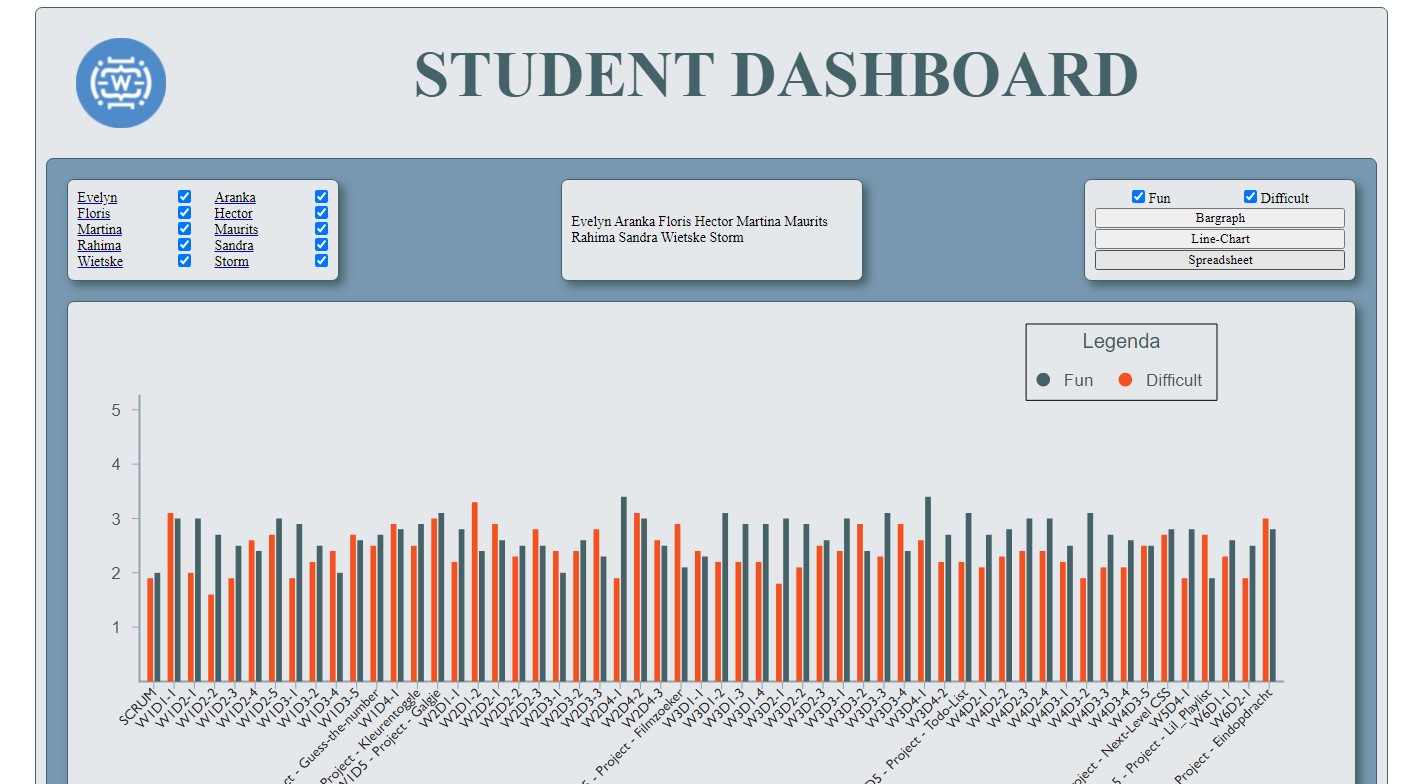 W
STUDENT DASHBOARD
Evelyn Aranka
Floris Hector
Martina Maurits
Rahima Sandra
Wietske Storm
Evelyn Aranka Floris Hector Martina Maurits
Rahima Sandra Wietske Storm
Fun Difficult
Bargraph
Line-Chart
Spreadsheet
Legenda
Fun Difficult
5
4
3
2
1
SCRUM
W1D1-1
W1D2-1
W1D2-2
W1D2-3
W1D2-4
W1D2-5
W1D3-1
W1D3-2
W1D3-4
W1D3-5
ct - Guess-the-number
W1D4-1
Project - Kleurentoggle
W1D5 - Project - Galgje
W2D1-1
W2D1-2
W2D2-1
W2D2-2
W2D2-3
W2D3-1
W2D3-2
W2D3-3
W2D4-1
W2D4-2
W2D4-3
5 - Project - Filmzoeker
W3D1-1
W3D1-2
W3D1-3
W3D1-4
W3D2-1
W3D2-2
W3D2-3
W3D3-1
W3D3-2
W3D3-3
W3D3-4
W3D4-1
W3D4-2
D5 - Project - Todo-List
W4D2-1
W4D2-2
W4D2-3
W4D2-4
W4D3-1
W4D3-2
W4D3-3
W4D3-4
W4D3-5
oject - Next-Level CSS
W5D4-1
5 - Project - Lil_Playlist
W6D1-1
W6D2-1
Project - Eindopdracht